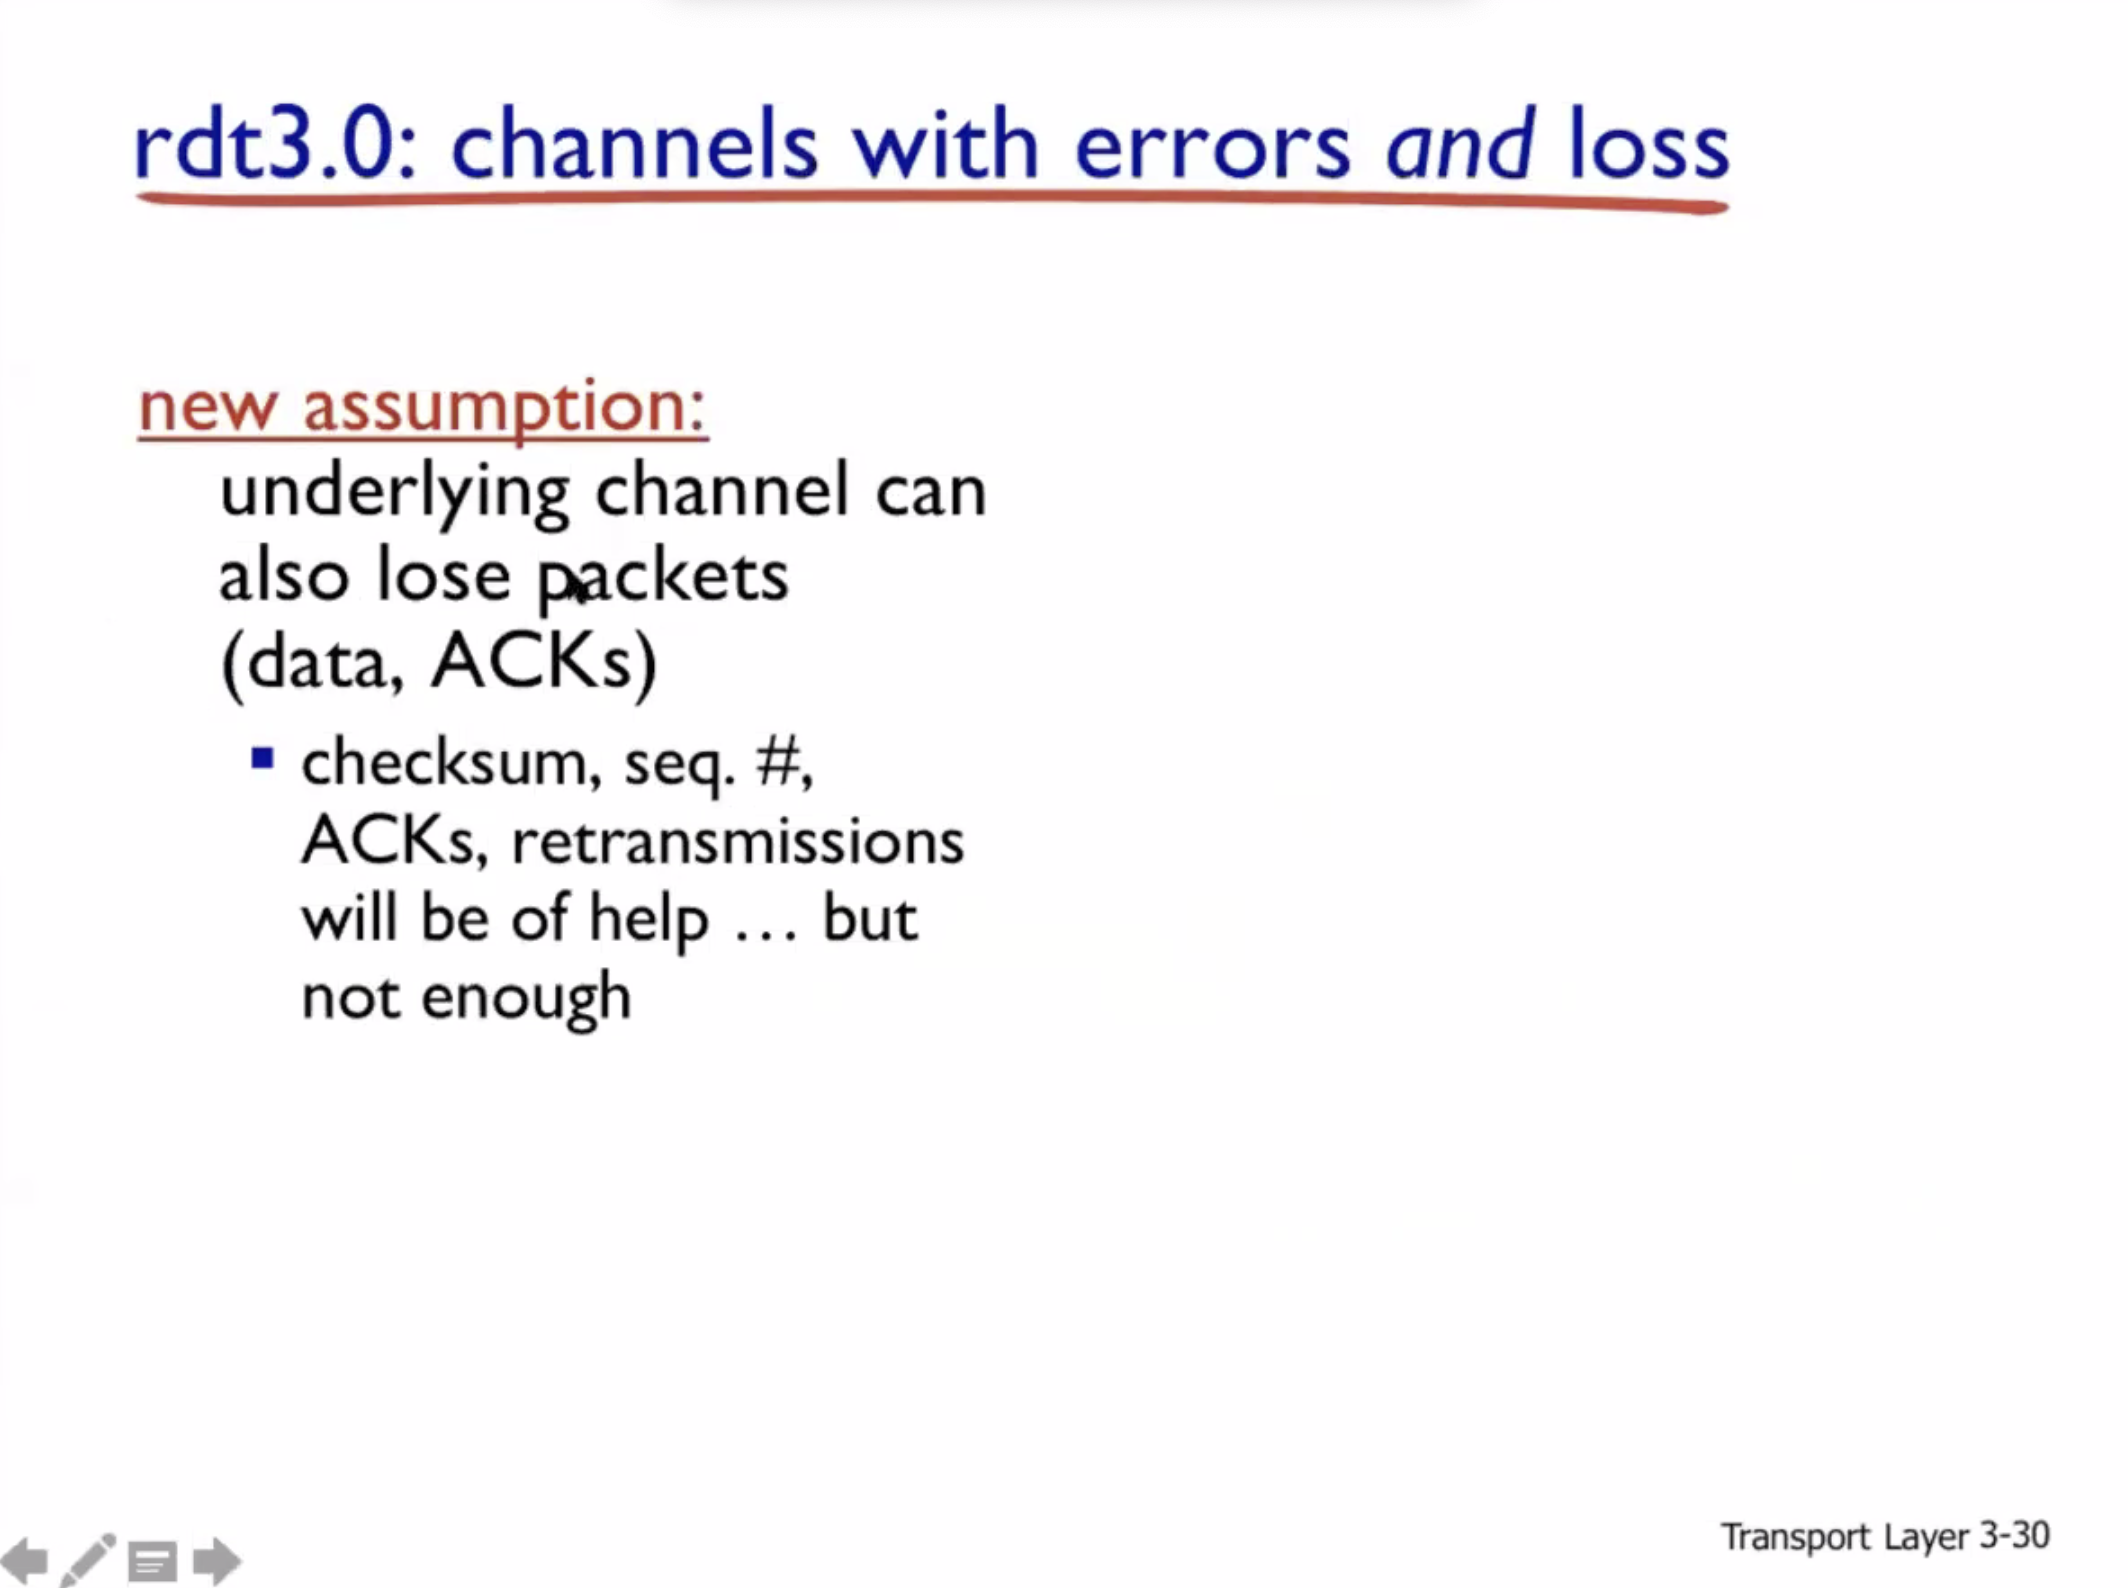 rdt3.0: channels with errors and loss
new assumption:
underlying channel can
also lose packets
(data, ACKs)
checksum, seq. #,
ACKs, retransmissions
will be of help … but
not enough
Transport Layer 3-30